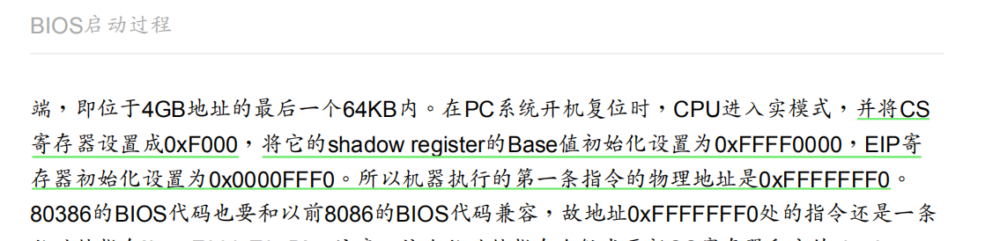 BIOS启动过程
端，即位于4GB地址的最后一个64KB内。在PC系统开机复位时，CPU进入实模式，并将CS
寄存器设置成0xF000，将它的shadow register的Base值初始化设置为0xFFFF0000，EIP寄
存器初始化设置为0x0000FFF0。所以机器执行的第一条指令的物理地址是0xFFFFFFF0。
80386的BIOS代码也要和以前8086的BIOS代码兼容，故地址0xFFFFFFF0处的指令还是一条